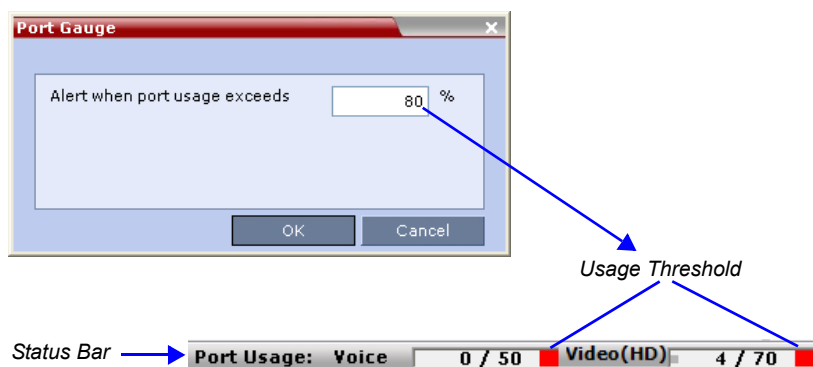 Port Gauge
Alert when port usage exceeds 80 %
OK Cancel
Usage Threshold
Status Bar
Port Usage: Voice 0 / 50 Video(HD) 4 / 70